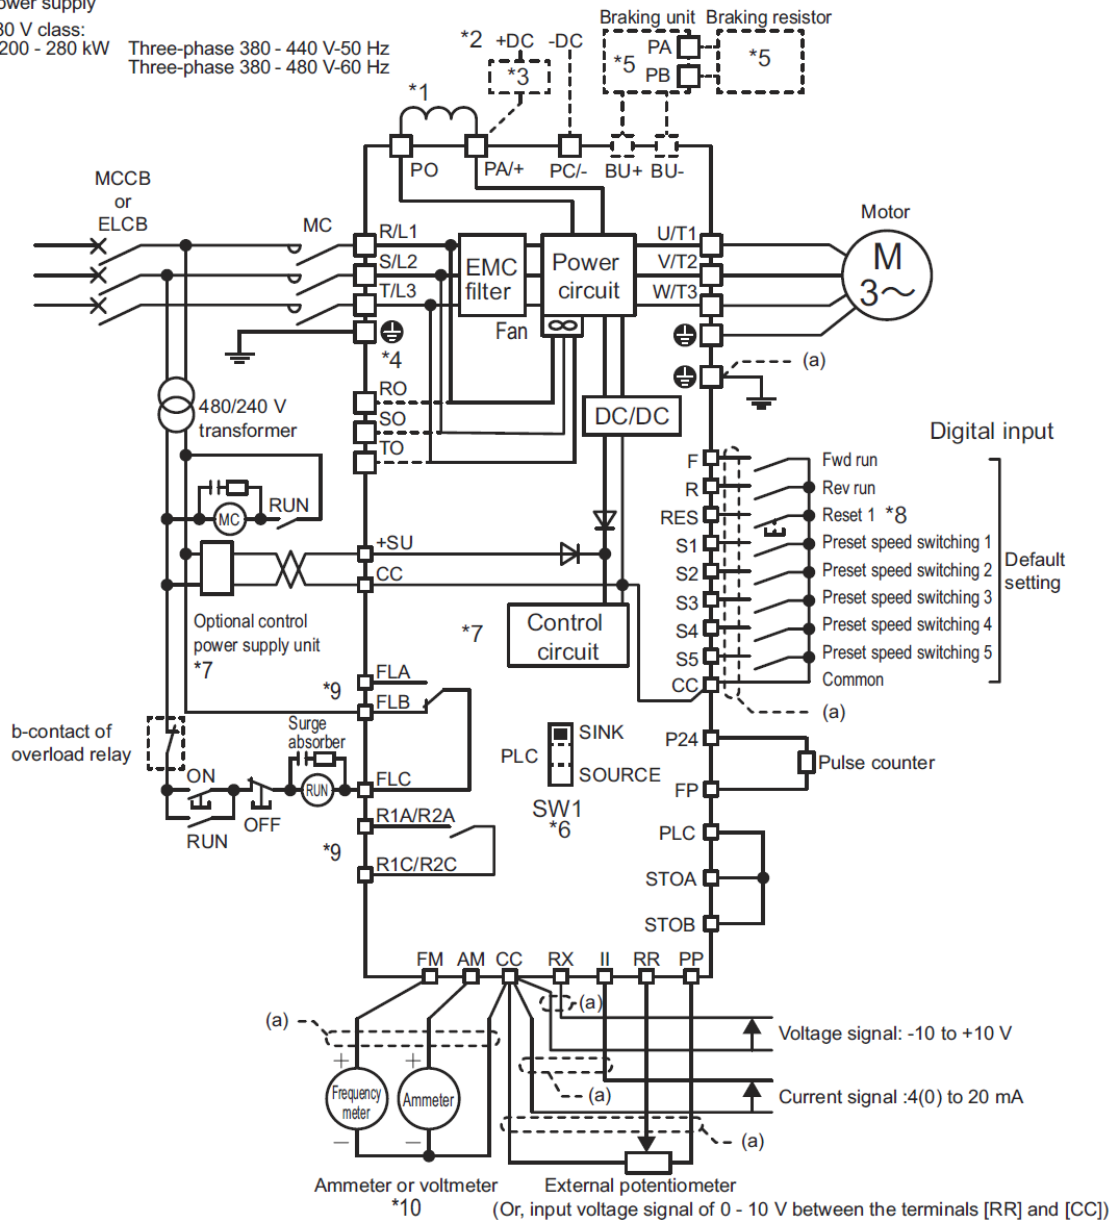 ower supply
30 V class:
200 - 280 kW Three-phase 380 - 440 V-50 Hz
Three-phase 380 - 480 V-60 Hz
*1
*2 +DC -DC
*3
Braking unit Braking resistor
PA
*5 *5
PB
PO PA/+ PC/- BU+ BU-
MCCB
or
ELCB
MC
R/L1
S/L2
T/L3
EMC
filter
Power
circuit
Fan
U/T1
V/T2
W/T3
Motor
M
3～
*4
(a)
RO
SO
TO
480/240 V
transformer
DC/DC
Digital input
MC
RUN
+SU
CC
Optional control
power supply unit
*7
*7
Control
circuit
F Fwd run
R Rev run
RES Reset 1 *8
S1 Preset speed switching 1
S2 Preset speed switching 2
S3 Preset speed switching 3
S4 Preset speed switching 4
S5 Preset speed switching 5
CC Common
Default
setting
(a)
*9
FLA
FLB
FLC
b-contact of
overload relay
Surge
absorber
ON
RUN
OFF
RUN
R1A/R2A
*9
R1C/R2C
PLC
SINK
SOURCE
SW1
*6
P24
FP
Pulse counter
PLC
STOA
STOB
FM AM CC RX II RR PP
(a)
(a)
Voltage signal: -10 to +10 V
(a)
Current signal :4(0) to 20 mA
(a)
+ +
Frequency
meter
Ammeter
— —
Ammeter or voltmeter
*10
External potentiometer
(Or, input voltage signal of 0 - 10 V between the terminals [RR] and [CC])